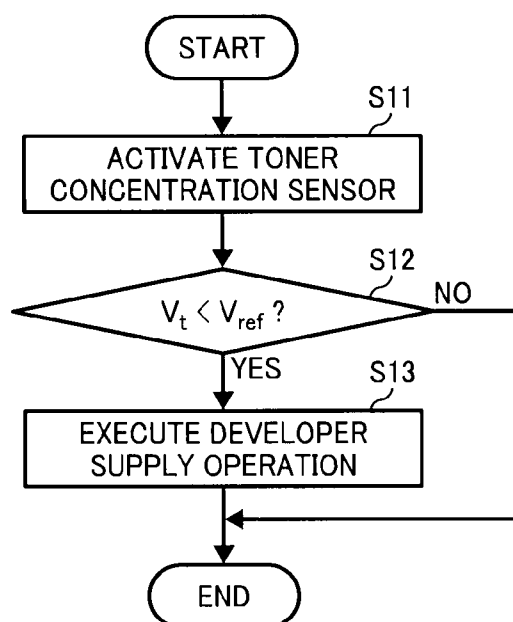 START
S11
ACTIVATE TONER
CONCENTRATION SENSOR
S12
Vt < Vref ?
NO
YES
S13
EXECUTE DEVELOPER
SUPPLY OPERATION
END